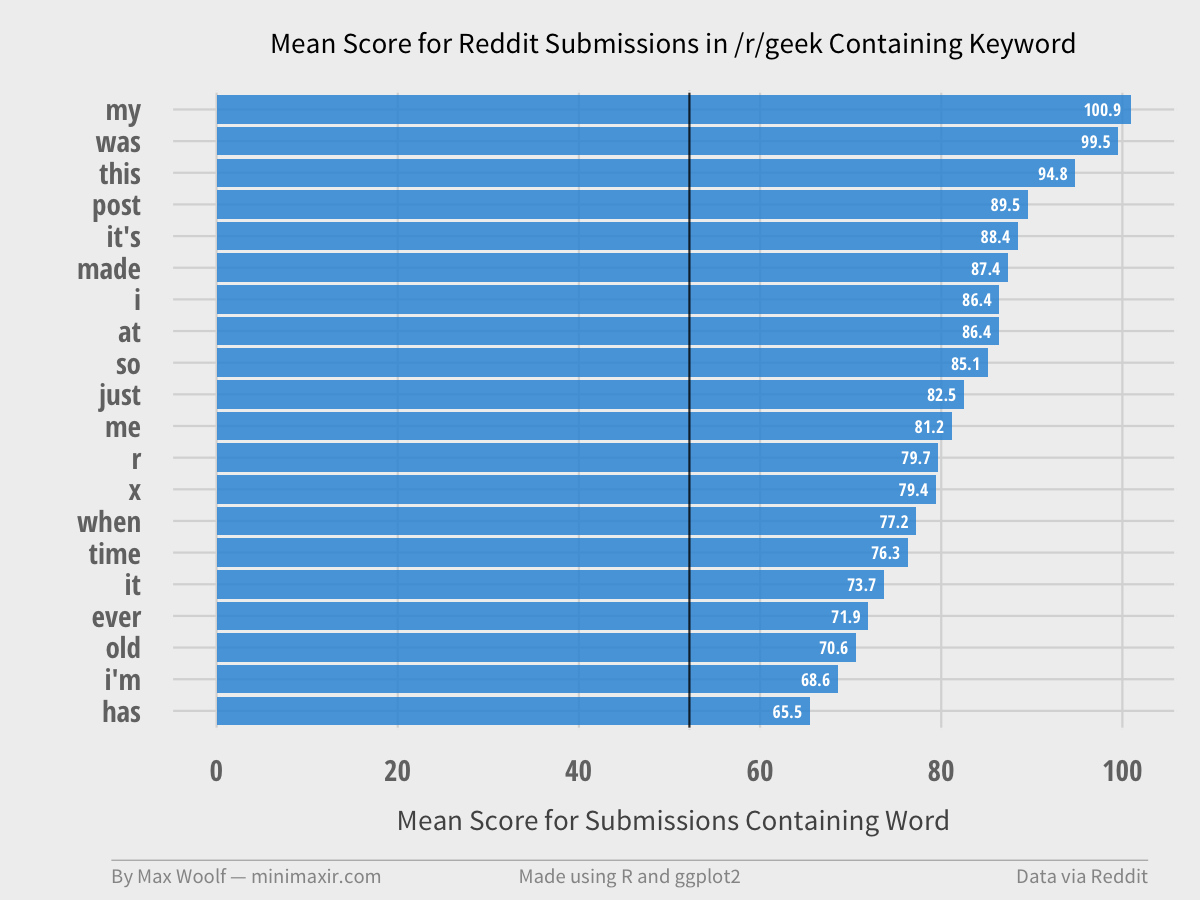 Mean Score for Reddit Submissions in /r/geek Containing Keyword
my 100.9
was 99.5
this 94.8
post 89.5
it's 88.4
made 87.4
i 86.4
at 86.4
so 85.1
just 82.5
me 81.2
r 79.7
x 79.4
when 77.2
time 76.3
it 73.7
ever 71.9
old 70.6
i'm 68.6
has 65.5
0 20 40 60 80 100
Mean Score for Submissions Containing Word
By Max Woolf — minimaxir.com Made using R and ggplot2 Data via Reddit